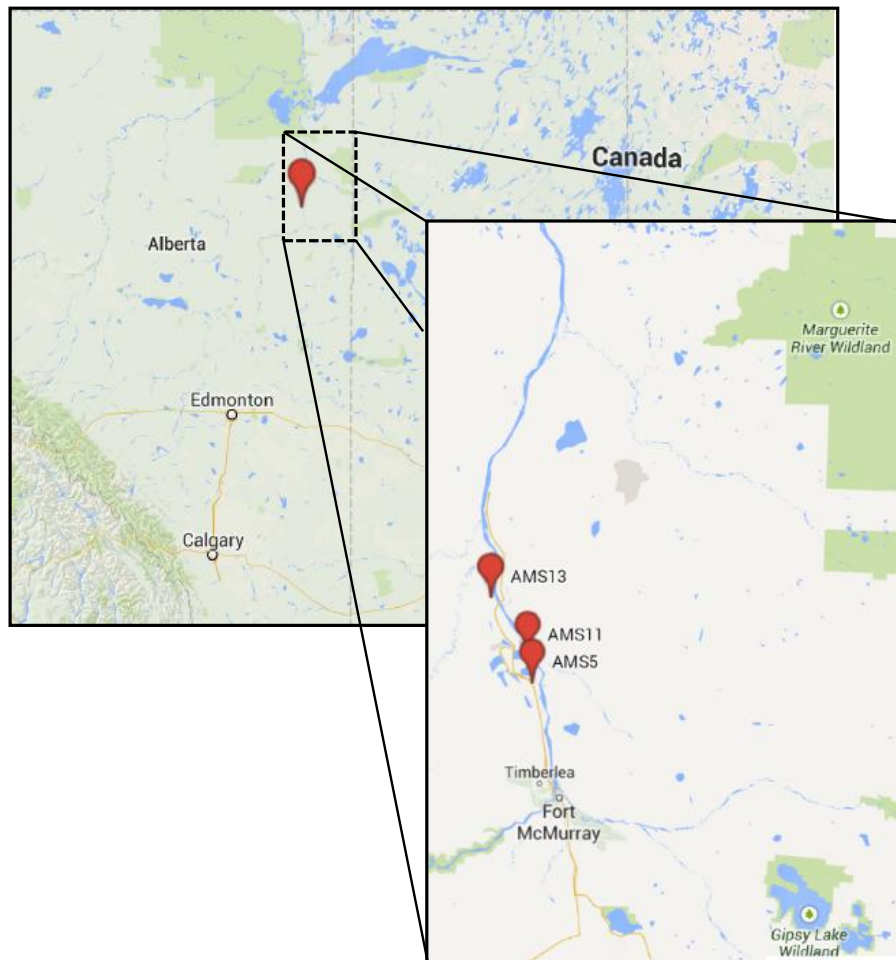 Canada
Alberta
Edmonton
Calgary
Marguerite
River Wildland
AMS13
AMS11
AMS5
Timberlea
Fort
McMurray
Gipsy Lake
Wildland